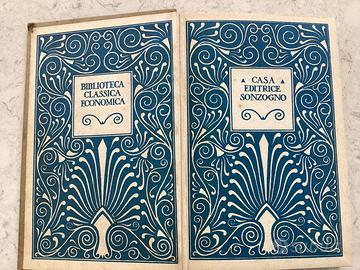 BIBLIOTECA
CLASSICA
ECONOMICA
CASA
EDITRICE
SONZOGNO